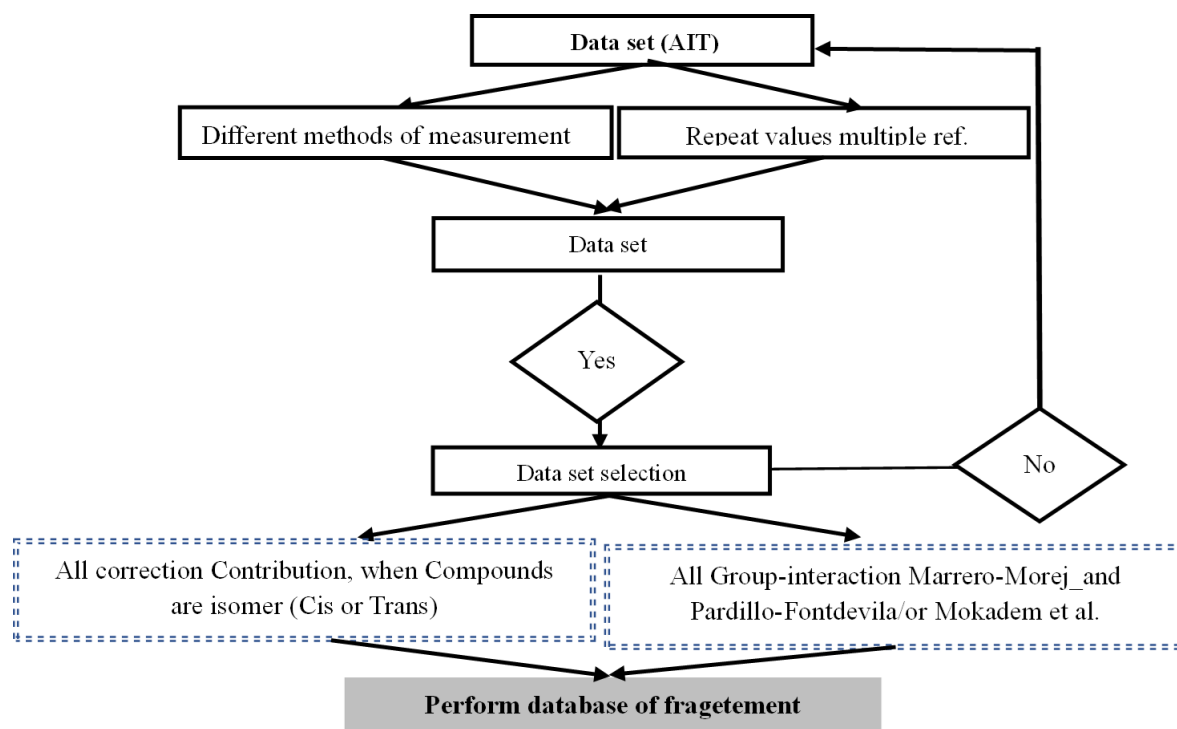 Data set (AIT)
Different methods of measurement
Repeat values multiple ref.
Data set
Yes
Data set selection
No
All correction Contribution, when Compounds
are isomer (Cis or Trans)
All Group-interaction Marrero-Morej_and
Pardillo-Fontdevila/or Mokadem et al.
Perform database of fragetement